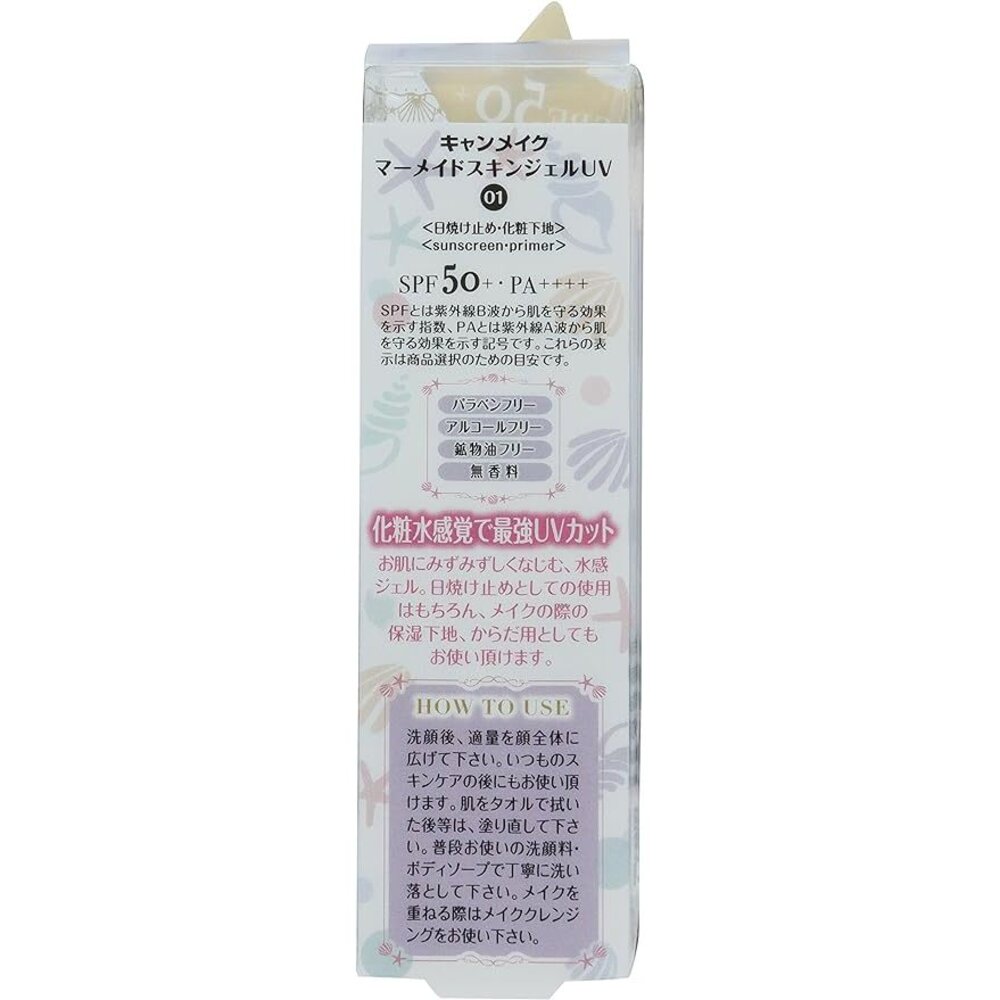 キャンメイク
マーメイドスキンジェルUV
01
<日焼け止め・化粧下地>
<sunscreen・primer>
SPF50+・PA++++
SPFとは紫外線B波から肌を守る効果
を示す指数、PAとは紫外線A波から肌
を守る効果を示す記号です。これらの表
示は商品選択のための目安です。
パラベンフリー
アルコールフリー
鉱物油フリー
無香料
化粧水感覚で最強UVカット
お肌にみずみずしくなじむ、水感
ジェル。日焼け止めとしての使用
はもちろん、メイクの際の
保湿下地、からだ用としても
お使い頂けます。
HOW TO USE
洗顔後、適量を顔全体に
広げて下さい。いつものス
キンケアの後にもお使い頂
けます。肌をタオルで拭い
た後等は、塗り直して下さ
い。普段お使いの洗顔料・
ボディソープで丁寧に洗い
落として下さい。メイクを
重ねる際はメイククレンジ
ングをお使い下さい。